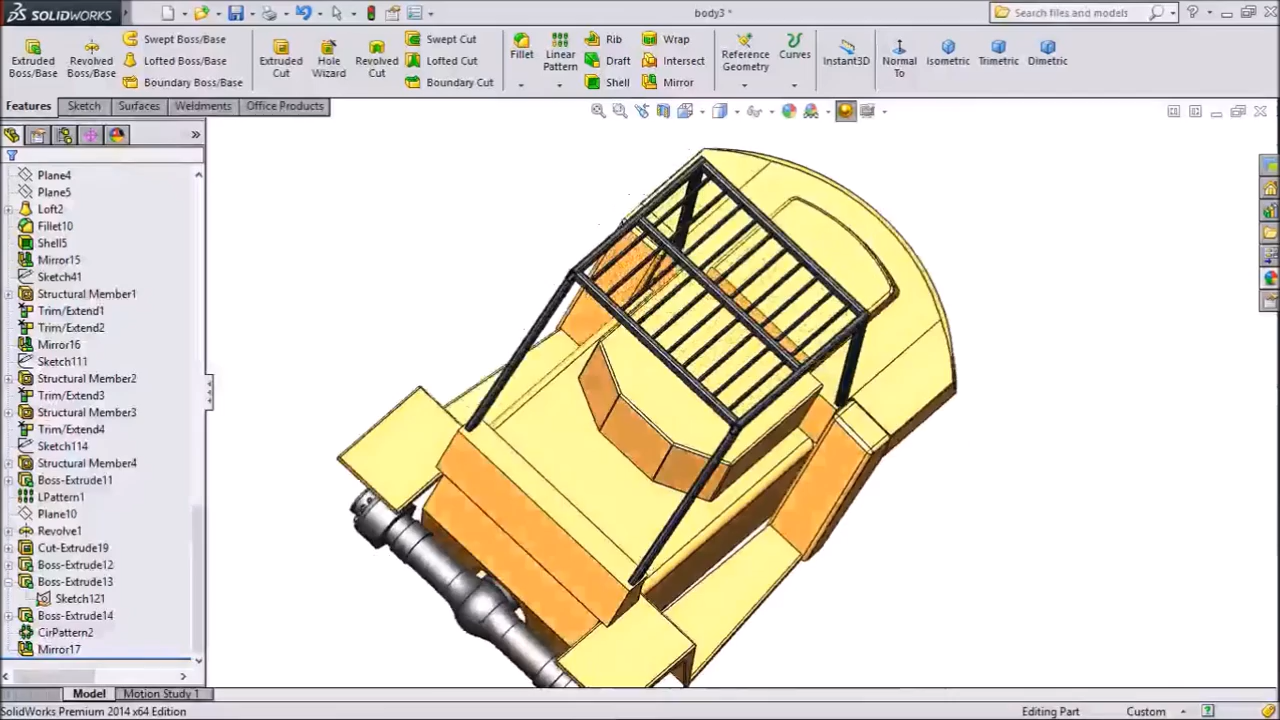 SOLIDWORKS
body3 *
Search files and models
Extruded Boss/Base
Revolved Boss/Base
Swept Boss/Base
Lofted Boss/Base
Boundary Boss/Base
Extruded Cut
Hole Wizard
Revolved Cut
Swept Cut
Lofted Cut
Boundary Cut
Fillet
Linear Pattern
Rib
Draft
Shell
Wrap
Intersect
Mirror
Reference Geometry
Curves
Instant3D
Normal To
Isometric
Trimetric
Dimetric
Features Sketch Surfaces Weldments Office Products
Plane4
Plane5
Loft2
Fillet10
Shell5
Mirror15
Sketch41
Structural Member1
Trim/Extend1
Trim/Extend2
Mirror16
Sketch111
Structural Member2
Trim/Extend3
Structural Member3
Trim/Extend4
Sketch114
Structural Member4
Boss-Extrude11
LPattern1
Plane10
Revolve1
Cut-Extrude19
Boss-Extrude12
Boss-Extrude13
Sketch121
Boss-Extrude14
CirPattern2
Mirror17
Model Motion Study 1
SolidWorks Premium 2014 x64 Edition Editing Part Custom